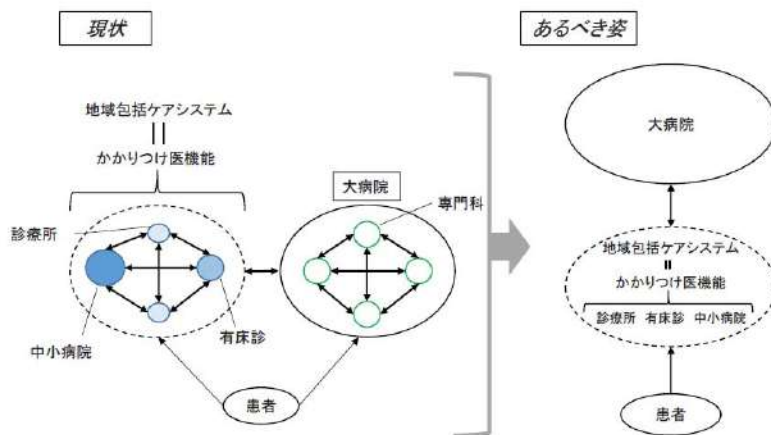 現状
地域包括ケアシステム
||
かかりつけ医機能
診療所
中小病院
有床診
大病院
専門科
患者
あるべき姿
大病院
地域包括ケアシステム
=
かかりつけ医機能
診療所 有床診 中小病院
患者